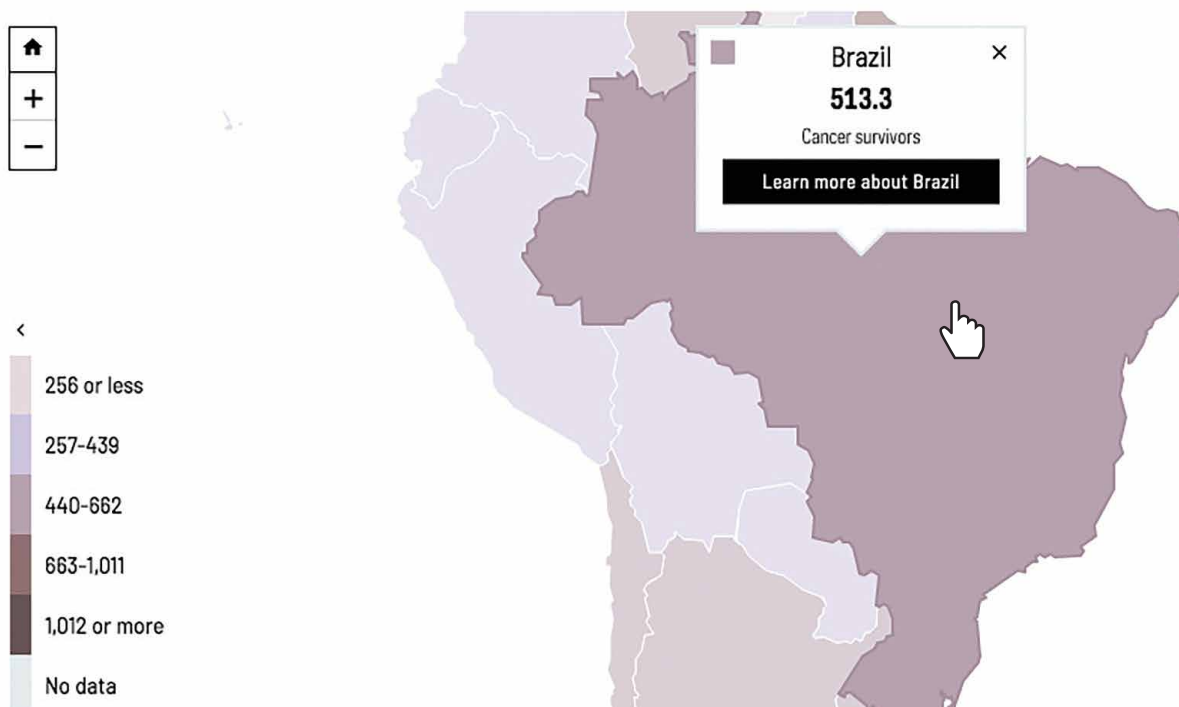 +
−
Brazil
×
513.3
Cancer survivors
Learn more about Brazil
<
256 or less
257-439
440-662
663-1,011
1,012 or more
No data